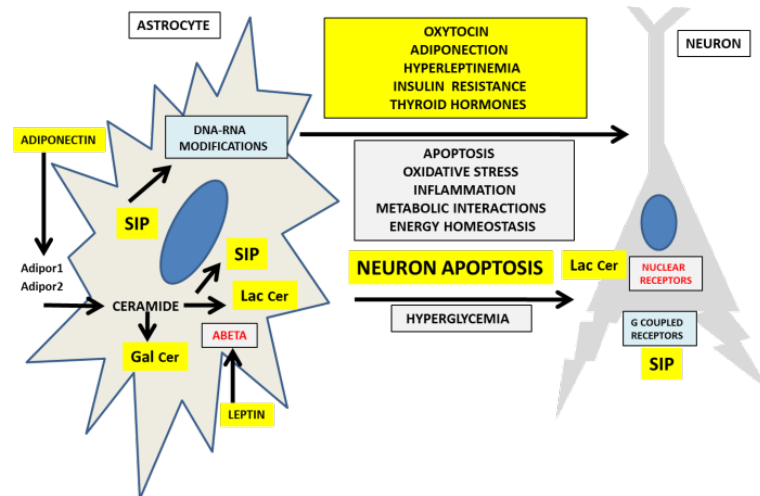 ASTROCYTE
OXYTOCIN
ADIPONECTION
HYPERLEPTINEMIA
INSULIN RESISTANCE
THYROID HORMONES
NEURON
ADIPONECTIN
DNA-RNA
MODIFICATIONS
APOPTOSIS
OXIDATIVE STRESS
INFLAMMATION
METABOLIC INTERACTIONS
ENERGY HOMEOSTASIS
SIP
SIP
Adipor1
Adipor2
CERAMIDE
Lac Cer
NEURON APOPTOSIS
Lac Cer
NUCLEAR
RECEPTORS
HYPERGLYCEMIA
ABETA
Gal Cer
G COUPLED
RECEPTORS
SIP
LEPTIN